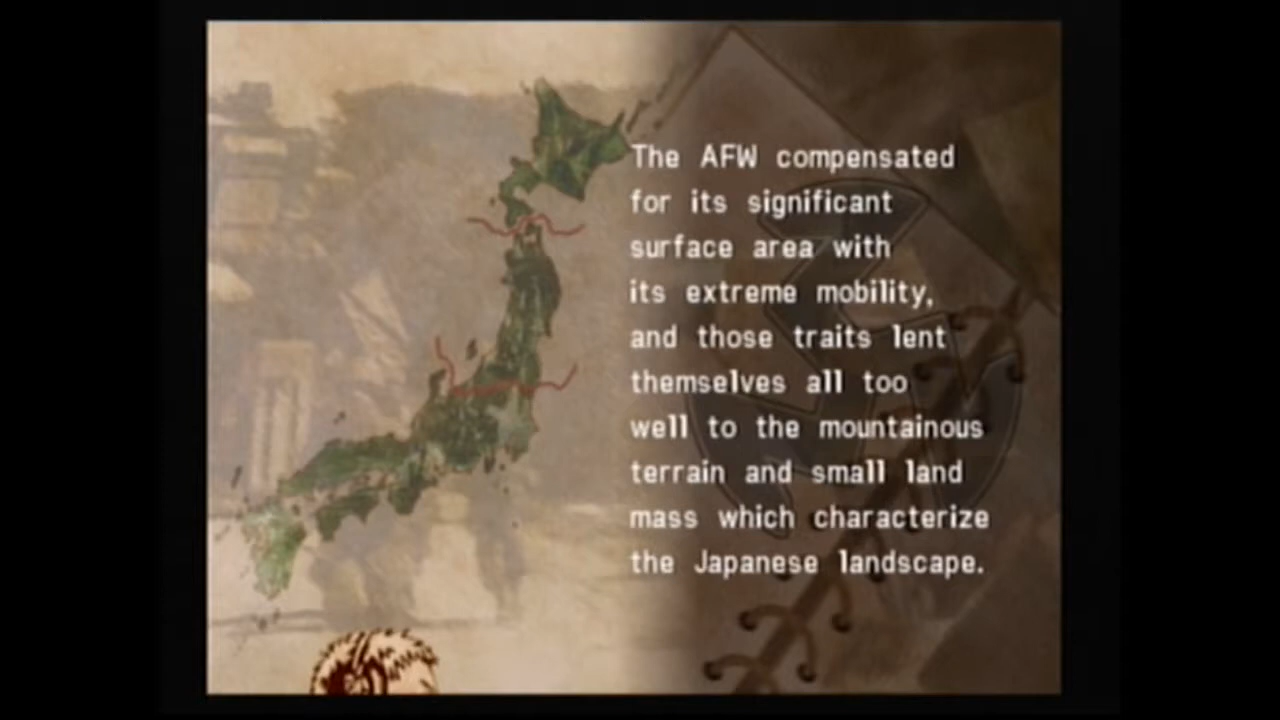 The AFW compensated
for its significant
surface area with
its extreme mobility,
and those traits lent
themselves all too
well to the mountainous
terrain and small land
mass which characterize
the Japanese landscape.